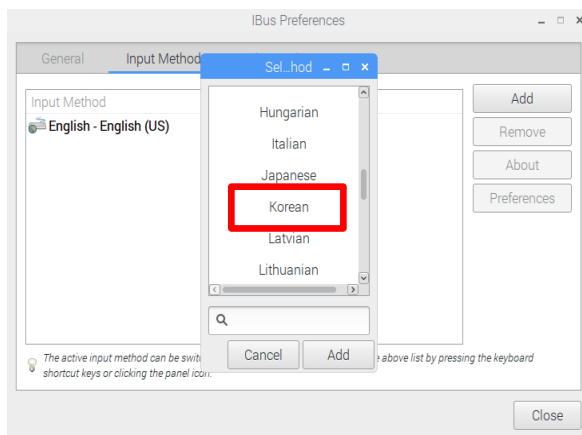 IBus Preferences
General
Input Method
Sel...hod
Input Method
English - English (US)
Hungarian
Italian
Japanese
Korean
Latvian
Lithuanian
Add
Remove
About
Preferences
Cancel
Add
The active input method can be swit
e above list by pressing the keyboard
shortcut keys or clicking the panel icon.
Close